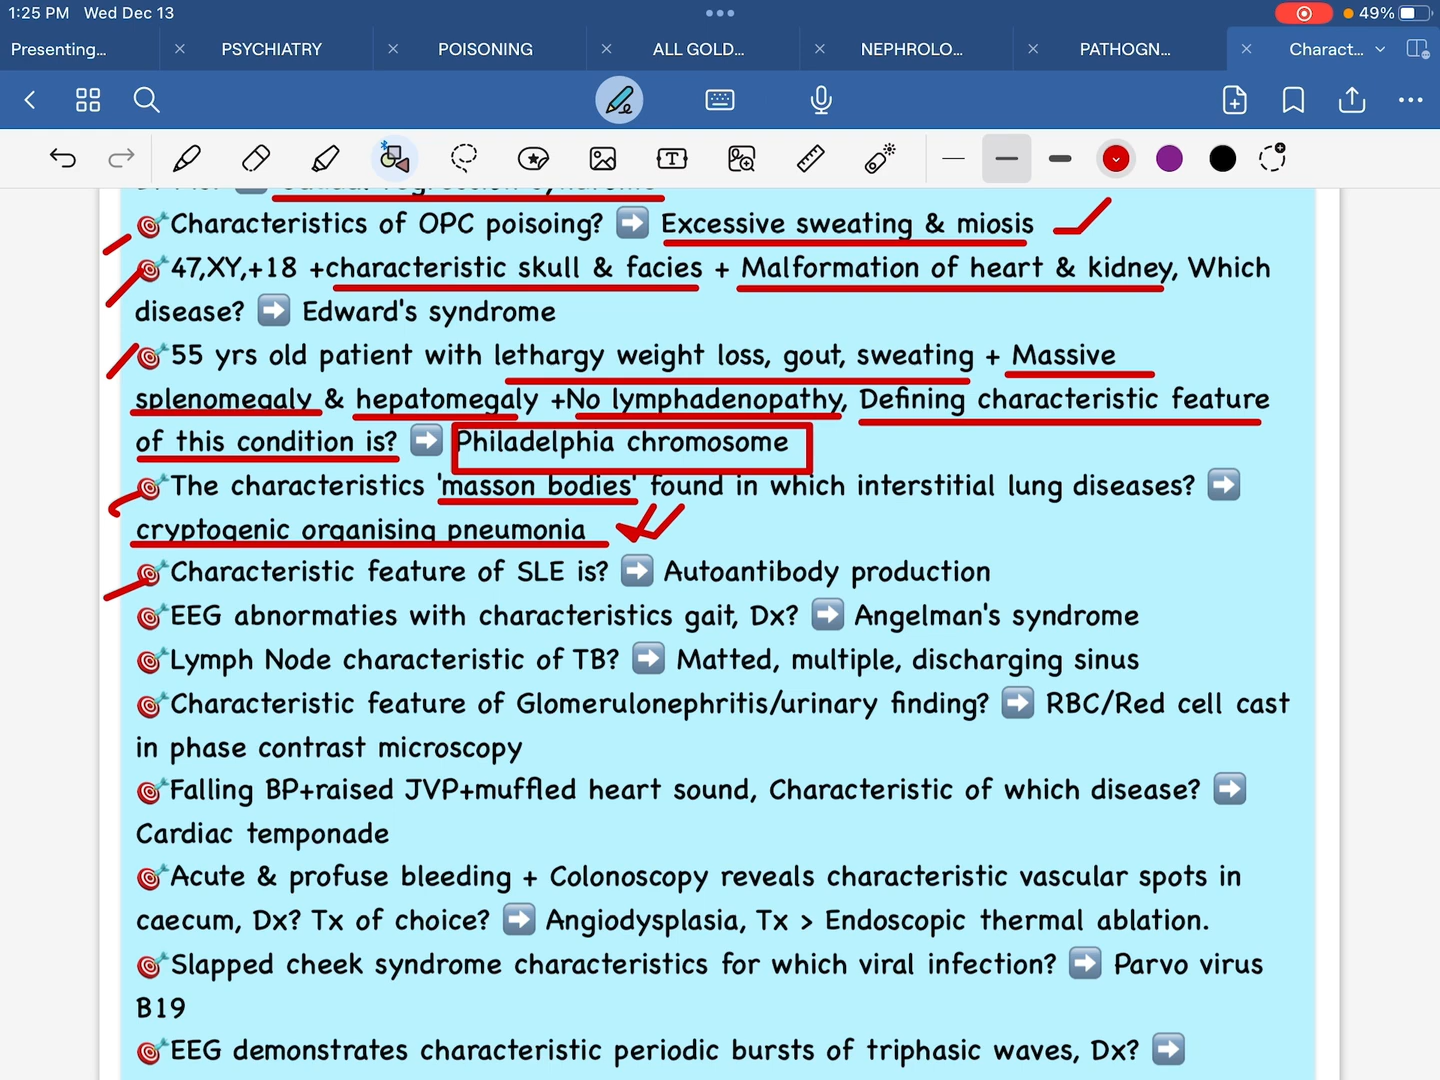 1:25 PM Wed Dec 13
49%
Presenting...
PSYCHIATRY
POISONING
ALL GOLD...
NEPHROLO...
PATHOGN...
Charact...
🎯Characteristics of OPC poisoing? ➡️ Excessive sweating & miosis
🎯47,XY,+18 +characteristic skull & facies + Malformation of heart & kidney, Which
disease? ➡️ Edward's syndrome
🎯55 yrs old patient with lethargy weight loss, gout, sweating + Massive
splenomegaly & hepatomegaly +No lymphadenopathy, Defining characteristic feature
of this condition is? ➡️ Philadelphia chromosome
🎯The characteristics 'masson bodies' found in which interstitial lung diseases? ➡️
cryptogenic organising pneumonia
🎯Characteristic feature of SLE is? ➡️ Autoantibody production
🎯EEG abnormaties with characteristics gait, Dx? ➡️ Angelman's syndrome
🎯Lymph Node characteristic of TB? ➡️ Matted, multiple, discharging sinus
🎯Characteristic feature of Glomerulonephritis/urinary finding? ➡️ RBC/Red cell cast
in phase contrast microscopy
🎯Falling BP+raised JVP+muffled heart sound, Characteristic of which disease? ➡️
Cardiac temponade
🎯Acute & profuse bleeding + Colonoscopy reveals characteristic vascular spots in
caecum, Dx? Tx of choice? ➡️ Angiodysplasia, Tx > Endoscopic thermal ablation.
🎯Slapped cheek syndrome characteristics for which viral infection? ➡️ Parvo virus
B19
🎯EEG demonstrates characteristic periodic bursts of triphasic waves, Dx? ➡️